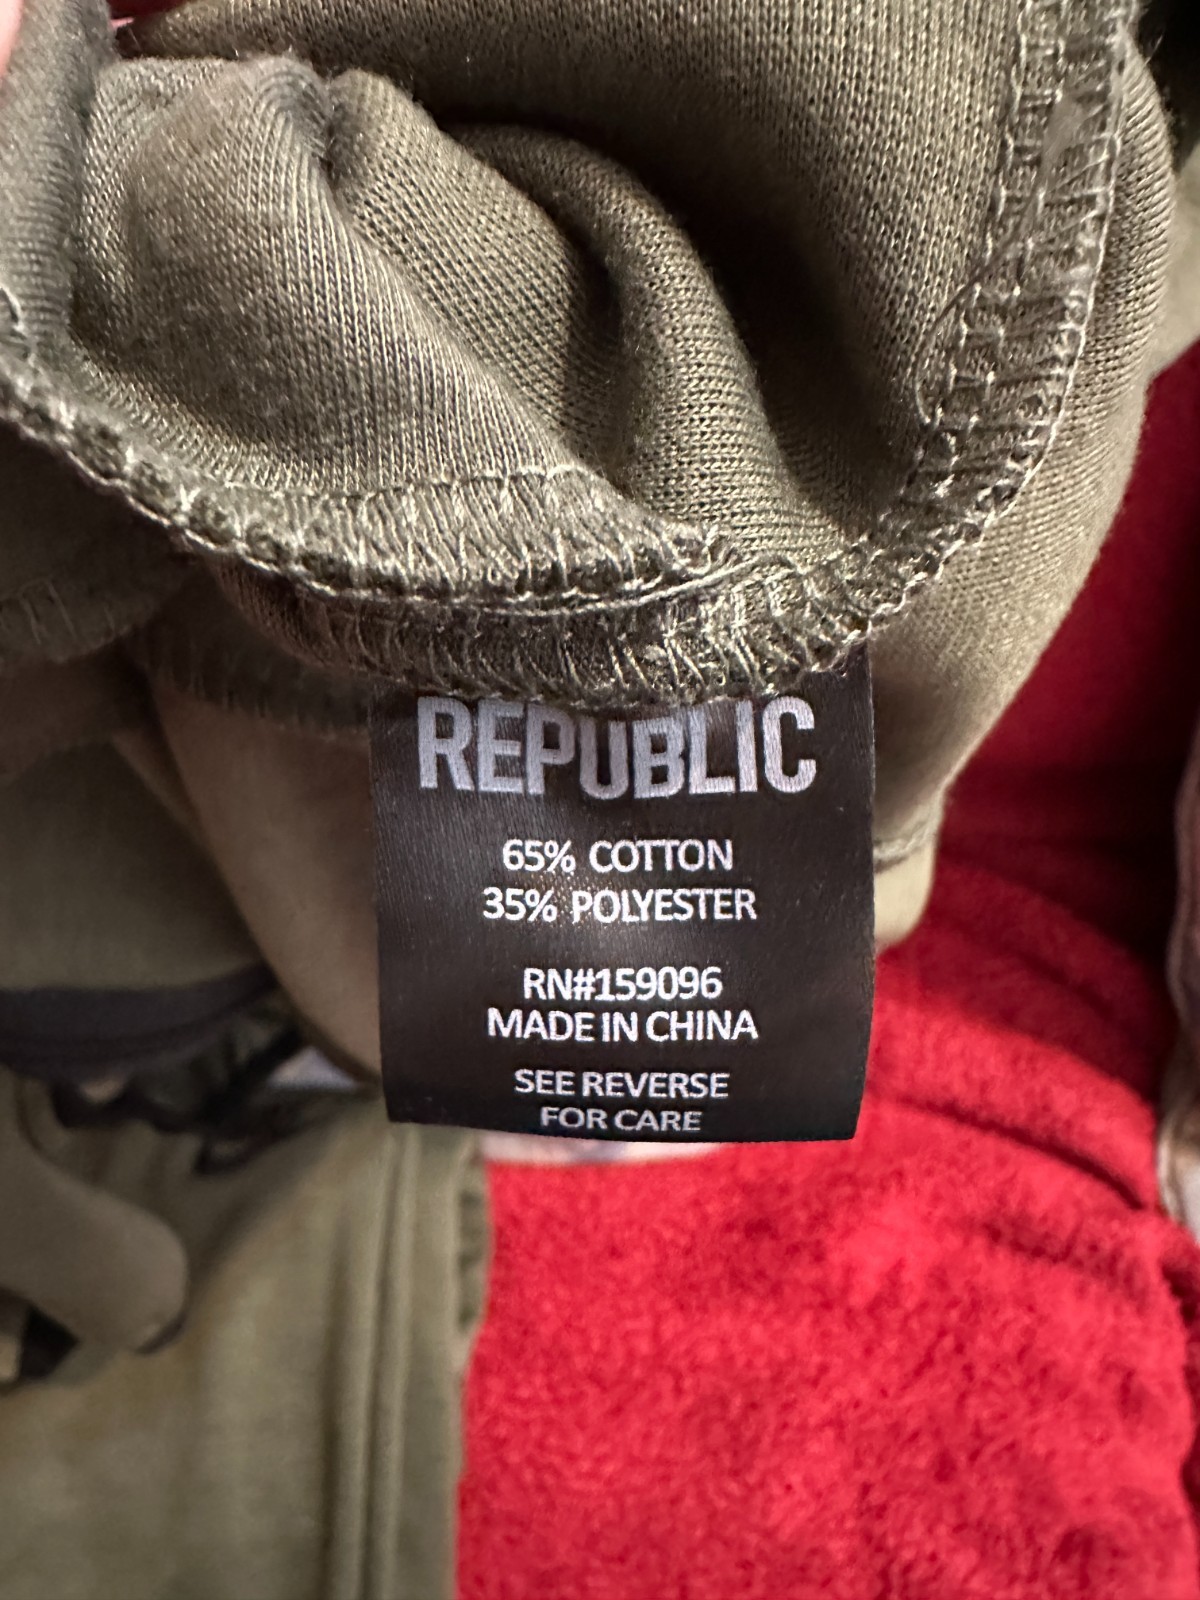 REPUBLIC
65% COTTON
35% POLYESTER
RN#159096
MADE IN CHINA
SEE REVERSE
FOR CARE